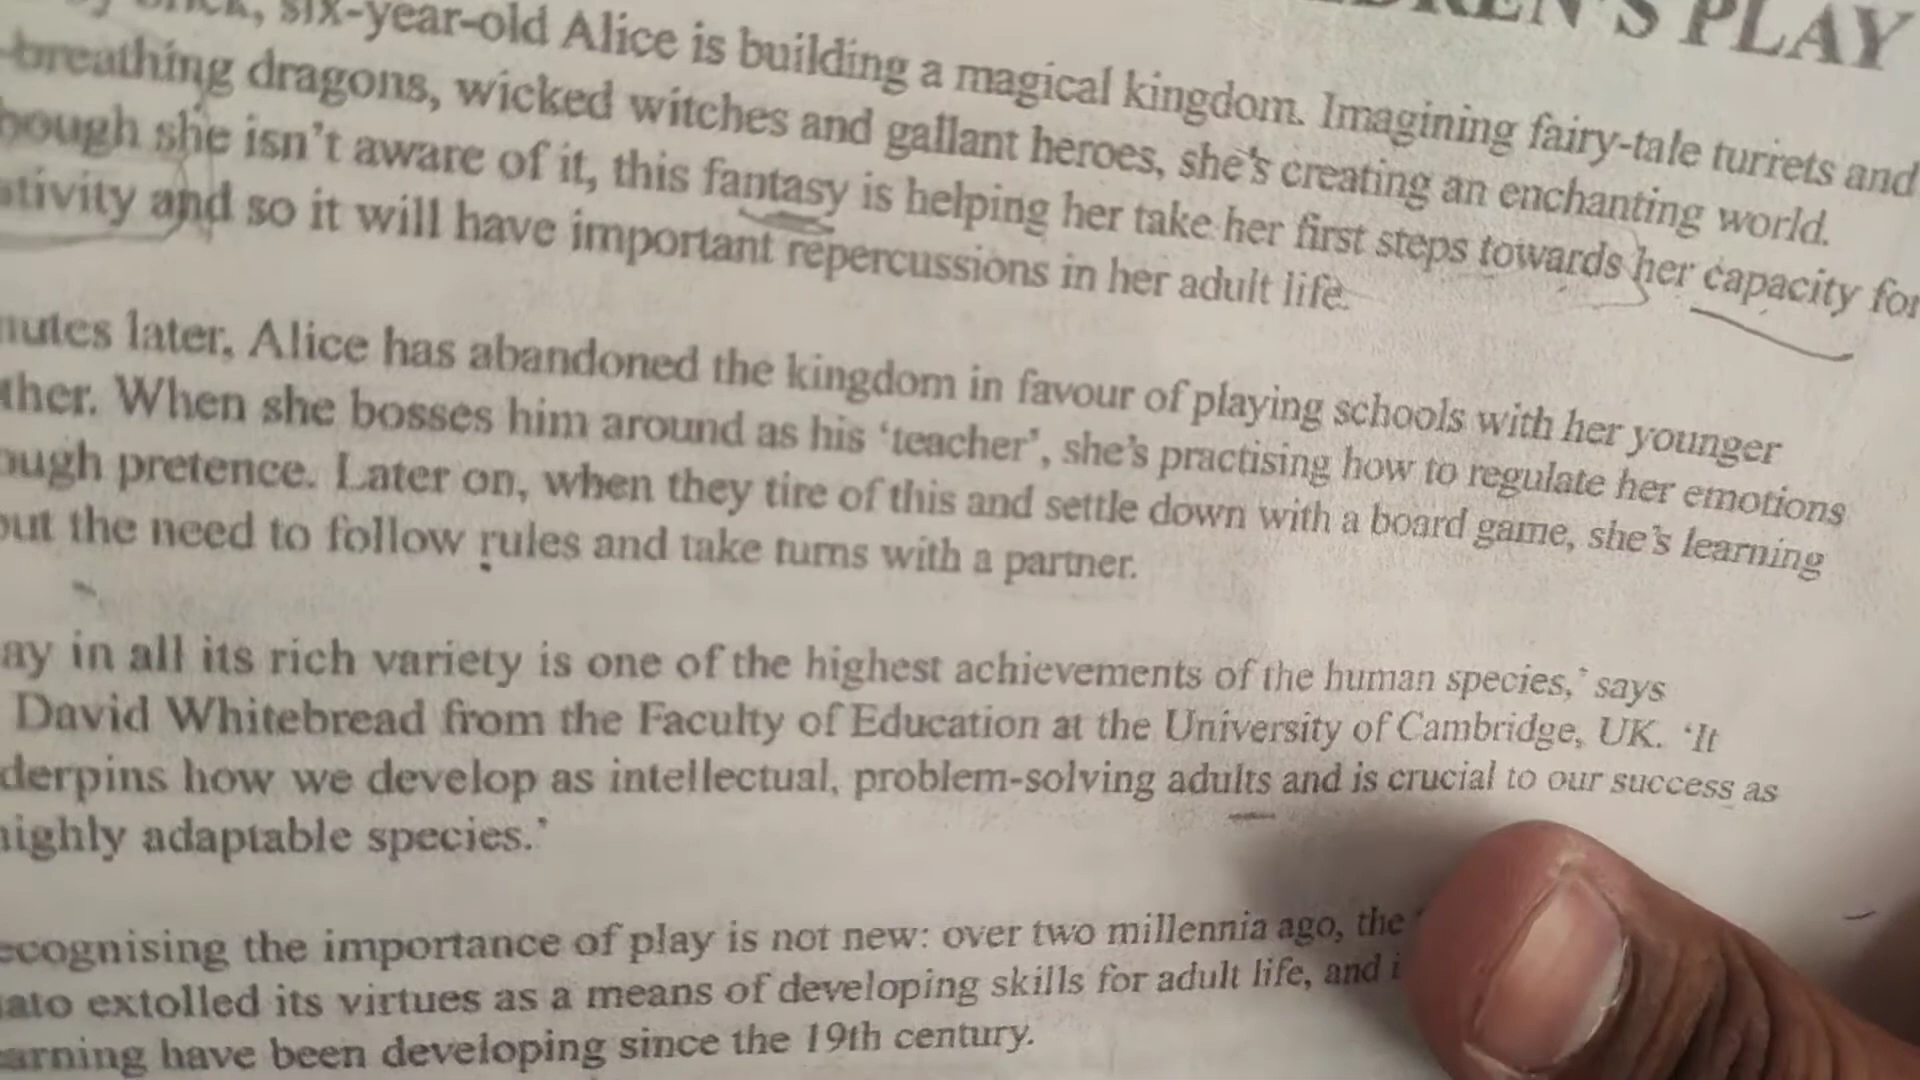 DREN'S PLAY
six-year-old Alice is building a magical kingdom. Imagining fairy-tale turrets and
-breathing dragons, wicked witches and gallant heroes, she's creating an enchanting world.
hough she isn't aware of it, this fantasy is helping her take her first steps towards her capacity for
ativity and so it will have important repercussions in her adult life.
nutes later, Alice has abandoned the kingdom in favour of playing schools with her younger
ther. When she bosses him around as his 'teacher', she's practising how to regulate her emotions
ough pretence. Later on, when they tire of this and settle down with a board game, she's learning
out the need to follow rules and take turns with a partner.
ay in all its rich variety is one of the highest achievements of the human species,' says
David Whitebread from the Faculty of Education at the University of Cambridge, UK. 'It
derpins how we develop as intellectual, problem-solving adults and is crucial to our success as
highly adaptable species.'
ecognising the importance of play is not new: over two millennia ago, the
ato extolled its virtues as a means of developing skills for adult life, and i
earning have been developing since the 19th century.